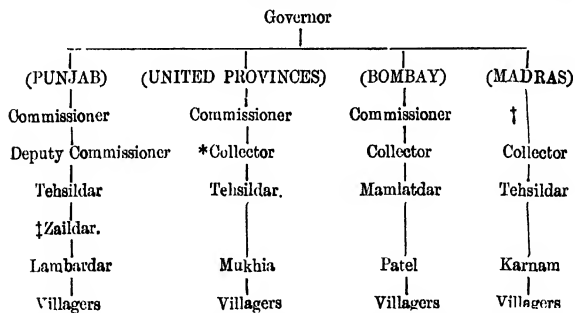 Governor
(PUNJAB) (UNITED PROVINCES) (BOMBAY) (MADRAS)
Commissioner Commissioner Commissioner †
Deputy Commissioner *Collector Collector Collector
Tehsildar Tehsildar. Mamlatdar Tehsildar
‡Zaildar.
Lambardar Mukhia Patel Karnam
Villagers Villagers Villagers Villagers